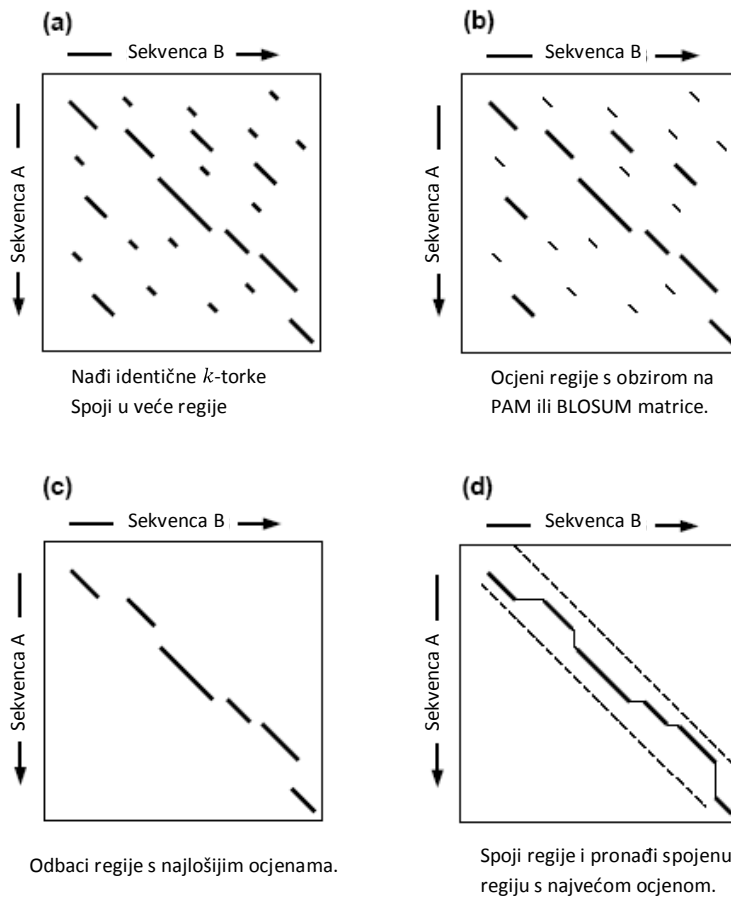 (a)
Sekvenca B
Sekvenca A
Nađi identične k-torke
Spoji u veće regije
(b)
Sekvenca B
Sekvenca A
Ocjeni regije s obzirom na
PAM ili BLOSUM matrice.
(c)
Sekvenca B
Sekvenca A
Odbaci regije s najlošijim ocjenama.
(d)
Sekvenca B
Sekvenca A
Spoji regije i pronađi spojenu
regiju s najvećom ocjenom.